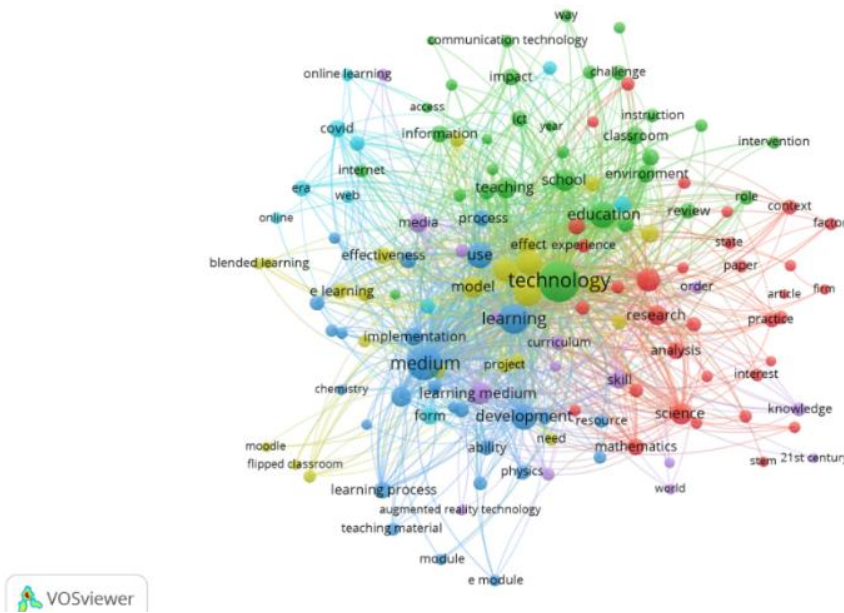 way
communication technology
online learning
impact
challenge
access
ict
year
instruction
covid
information
classroom
intervention
internet
teaching
school
environment
era
web
role
context
online
media
process
education
review
factor
blended learning
effectiveness
use
effect
experience
state
paper
e learning
model
technology
order
article
firm
learning
research
practice
implementation
curriculum
analysis
medium
project
interest
chemistry
learning medium
skill
form
development
resource
science
knowledge
moodle
ability
need
mathematics
flipped classroom
physics
stem
21st century
learning process
world
augmented reality technology
teaching material
module
e module
VOSviewer